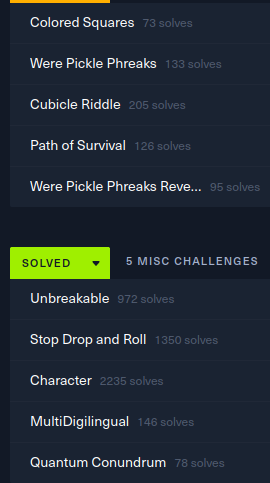 Colored Squares 73 solves
Were Pickle Phreaks 133 solves
Cubicle Riddle 205 solves
Path of Survival 126 solves
Were Pickle Phreaks Reve... 95 solves
SOLVED 5 MISC CHALLENGES
Unbreakable 972 solves
Stop Drop and Roll 1350 solves
Character 2235 solves
MultiDigilingual 146 solves
Quantum Conundrum 78 solves